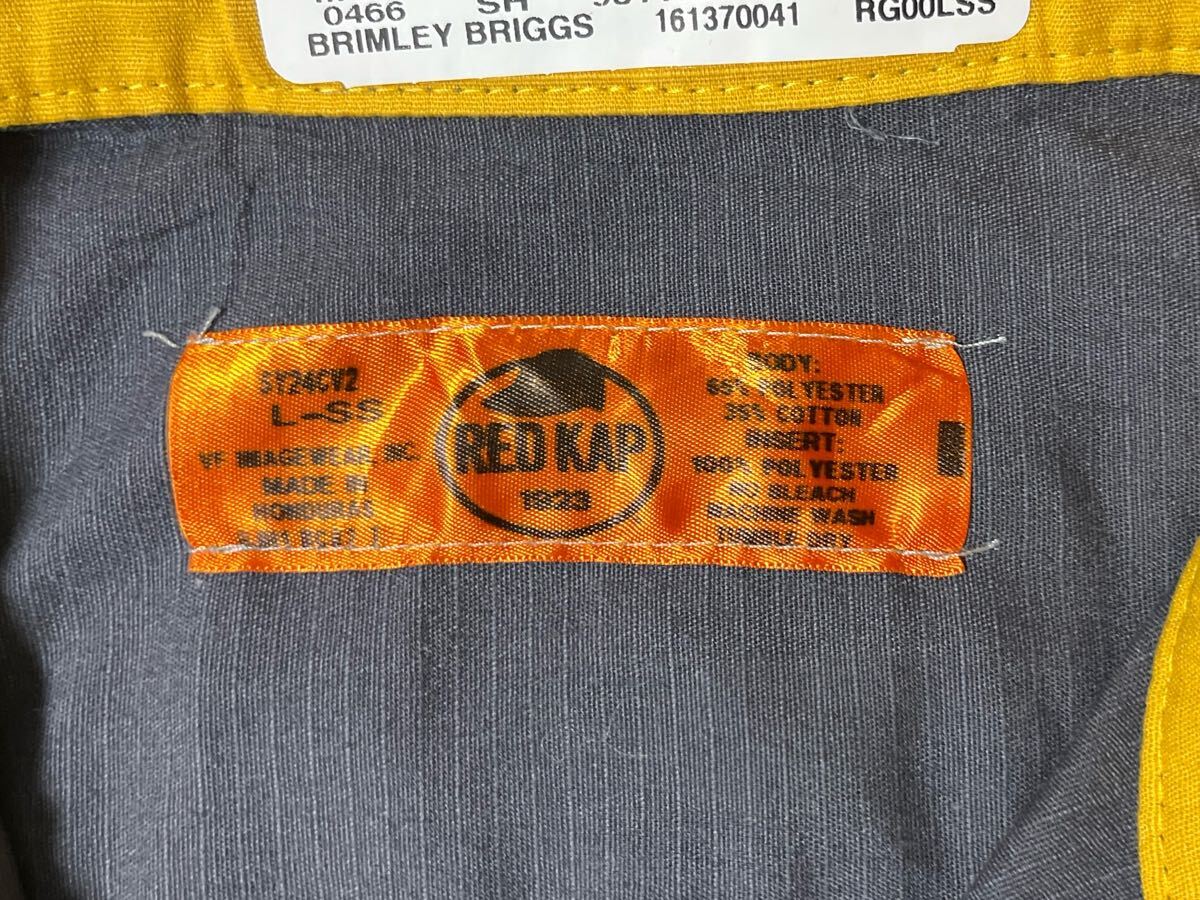 0466 SH
BRIMLEY BRIGGS 161370041 RG00LSS
SY24CV2
L-SS
VF IMAGEWEAR, INC.
MADE IN
HONDURAS
RED KAP
1923
BODY:
65% POLYESTER
35% COTTON
INSERT:
100% POLYESTER
NO BLEACH
MACHINE WASH
TUMBLE DRY